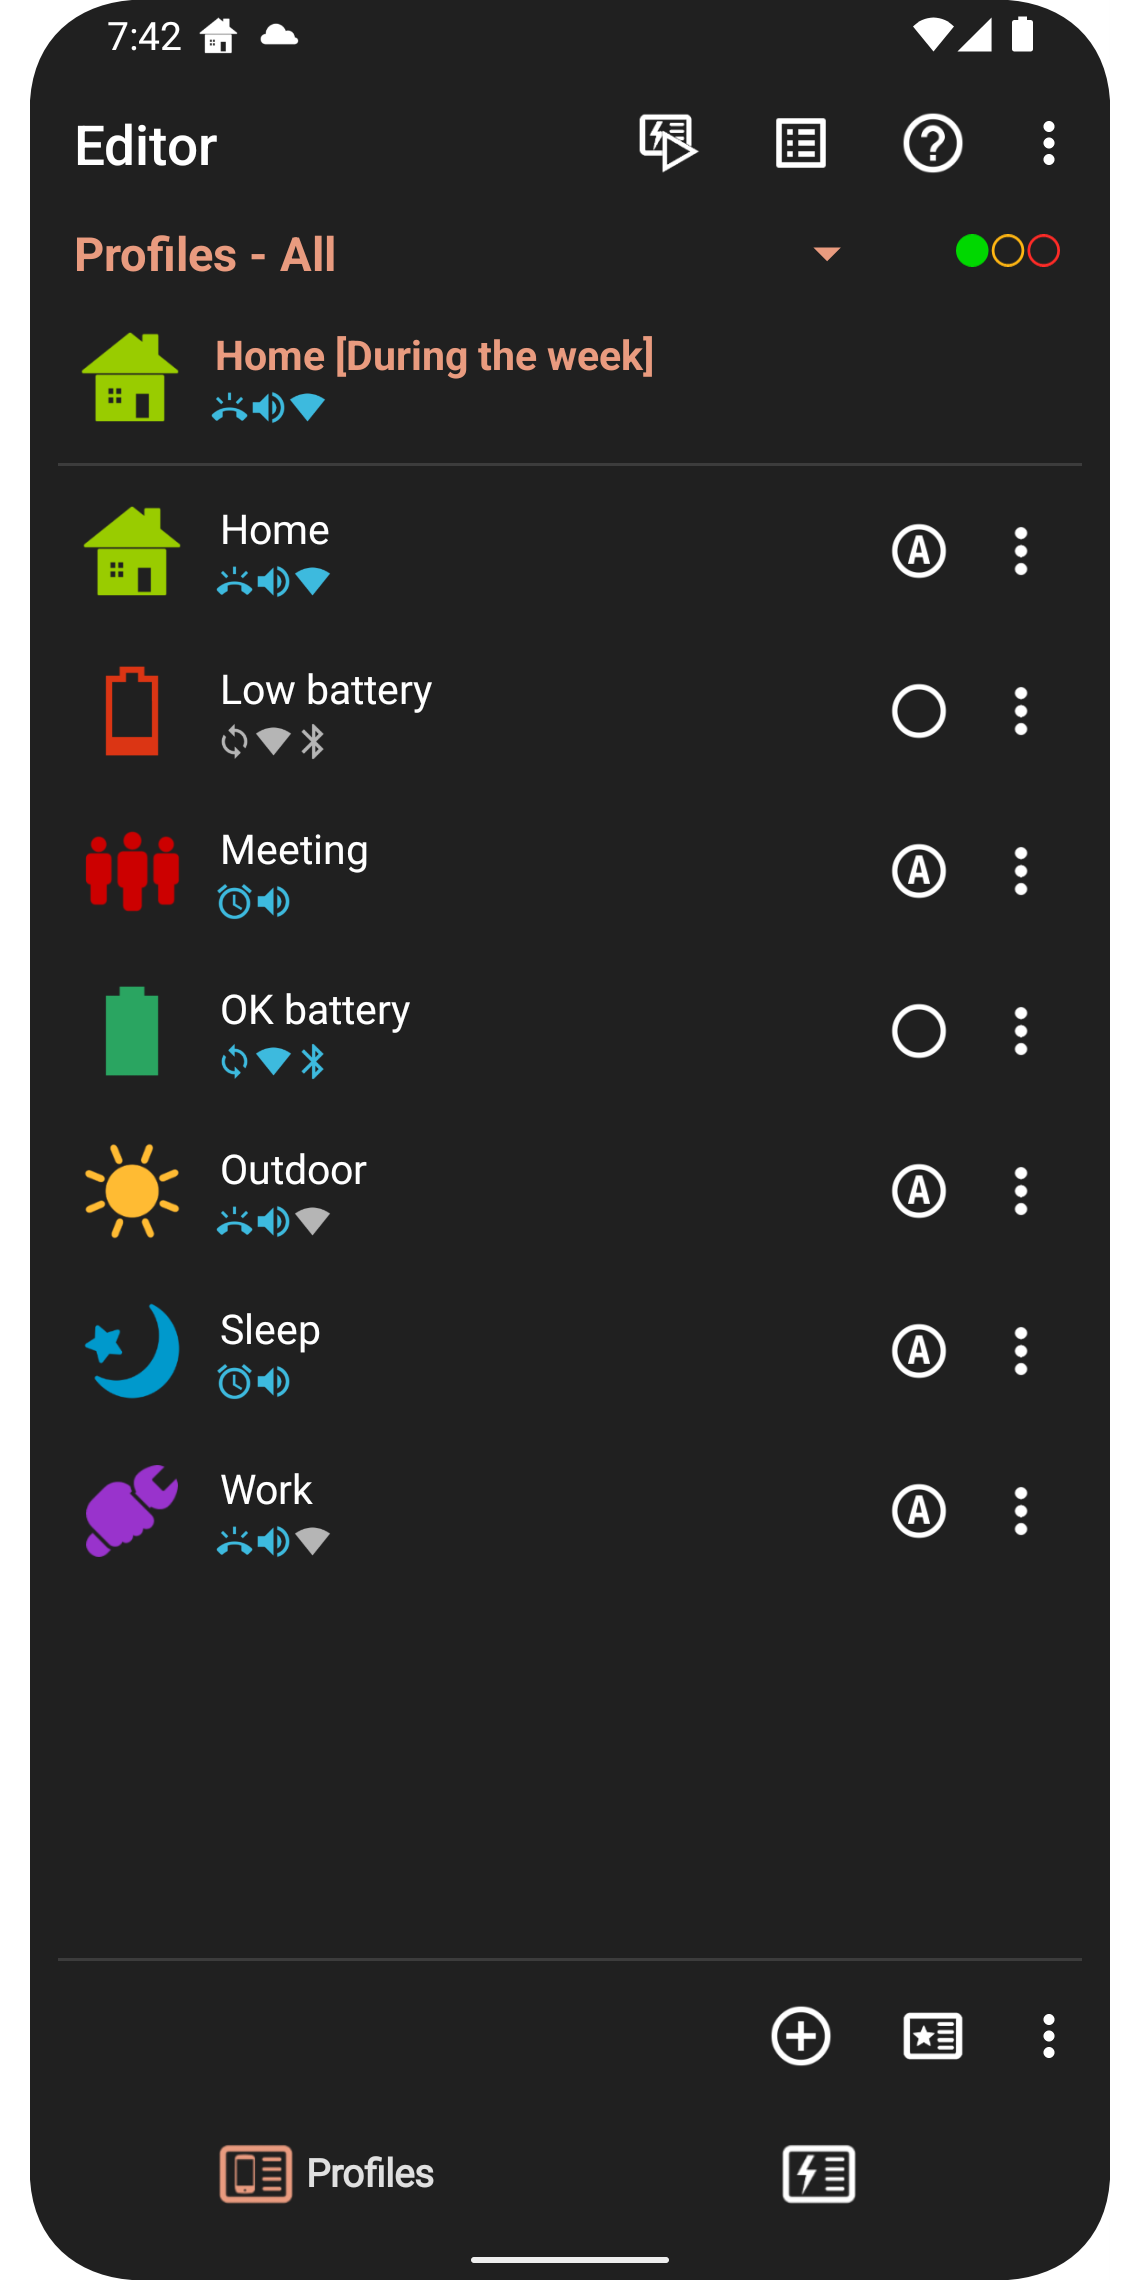 7:42
Editor
Profiles - All
Home [During the week]
Home
A
Low battery
Meeting
A
OK battery
Outdoor
A
Sleep
A
Work
A
Profiles